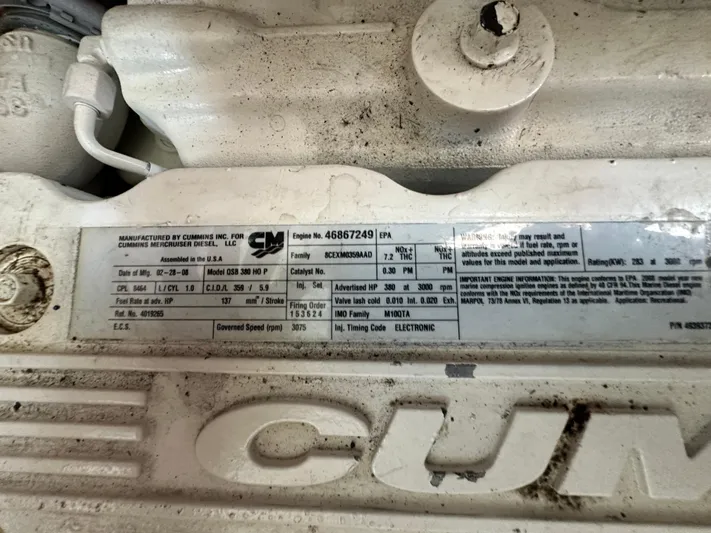 MANUFACTURED BY CUMMINS INC. FOR
CUMMINS MERCRUISER DIESEL, LLC
CMD
Assembled in the U.S.A
Date of Mfg. 02-28-08 Model QSB 380 HO P
CPL 8464 L/CYL 1.0 C.I.D./L 359 / 5.9
Fuel Rate at adv. HP 137 mm³/ Stroke
Ref. No. 4019265
E.C.S. Governed Speed (rpm) 3075
Engine No. 46867249 EPA
Family 8CEXM0359AAD 7.2 NOx+ THC NOx+ THC
Catalyst No. 0.30 PM PM
Inj. Set. Advertised HP 380 at 3000 rpm
Firing Order 153624
Valve lash cold 0.010 Int. 0.020 Exh.
IMO Family M10QTA
Inj. Timing Code ELECTRONIC
WARNING: may result and
if fuel rate, rpm or
altitudes exceed published maximum
values for this model and application.
Rating(KW): 283 at 3000 rpm
IMPORTANT ENGINE INFORMATION This engine conforms to EPA 2008 model year
marine compression ignition engines as defined by 40 CFR 94. This Marine Diesel engine
conforms with the NOx requirements of the International Maritime Organization (IMO)
MARPOL 73/78 Annex VI, Regulation 13 as applicable. Application: Recreational.
P/N
CUM